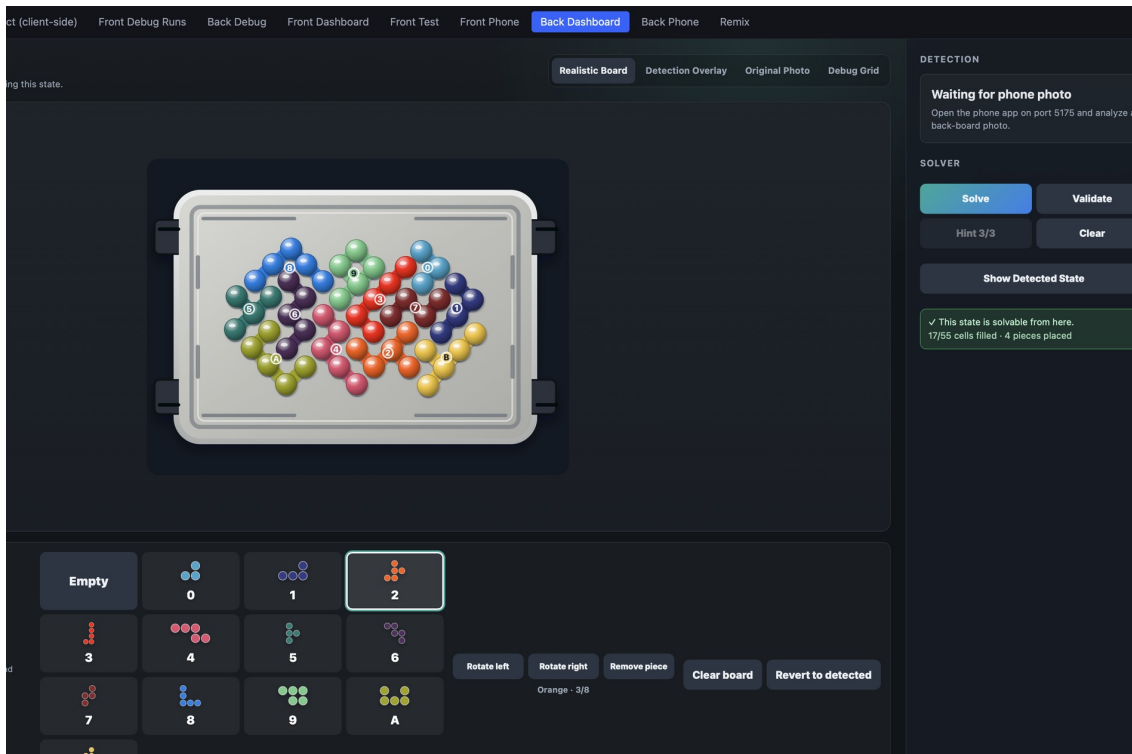 ct (client-side) Front Debug Runs Back Debug Front Dashboard Front Test Front Phone Back Dashboard Back Phone Remix
DETECTION
Realistic Board Detection Overlay Original Photo Debug Grid
ing this state.
Waiting for phone photo
Open the phone app on port 5175 and analyze a
back-board photo.
SOLVER
Solve Validate
Hint 3/3 Clear
Show Detected State
✓ This state is solvable from here.
17/55 cells filled · 4 pieces placed
8 9 0
5 6 3 7 1
A 4 2 B
Empty 0 1 2
3 4 5 6
nd
Rotate left Rotate right Remove piece Clear board Revert to detected
Orange · 3/8
7 8 9 A